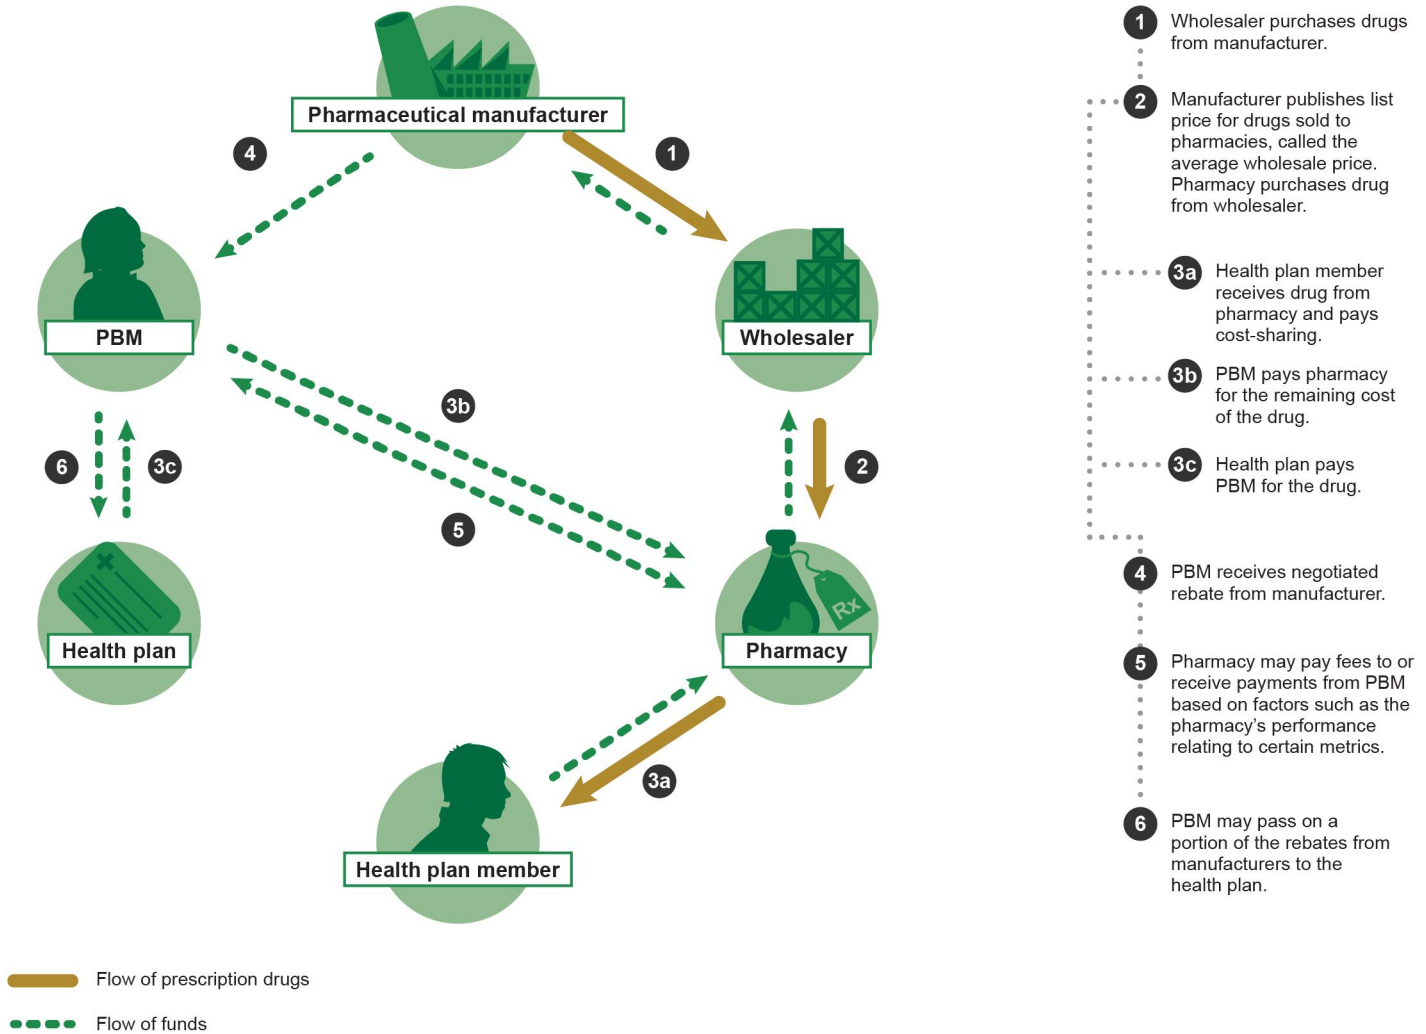 Pharmaceutical manufacturer
4
1
PBM
Wholesaler
3b
6
3c
5
2
Health plan
Rx
Pharmacy
3a
Health plan member
1
Wholesaler purchases drugs
from manufacturer.
2
Manufacturer publishes list
price for drugs sold to
pharmacies, called the
average wholesale price.
Pharmacy purchases drug
from wholesaler.
3a
Health plan member
receives drug from
pharmacy and pays
cost-sharing.
3b
PBM pays pharmacy
for the remaining cost
of the drug.
3c
Health plan pays
PBM for the drug.
4
PBM receives negotiated
rebate from manufacturer.
5
Pharmacy may pay fees to or
receive payments from PBM
based on factors such as the
pharmacy's performance
relating to certain metrics.
6
PBM may pass on a
portion of the rebates from
manufacturers to the
health plan.
Flow of prescription drugs
Flow of funds